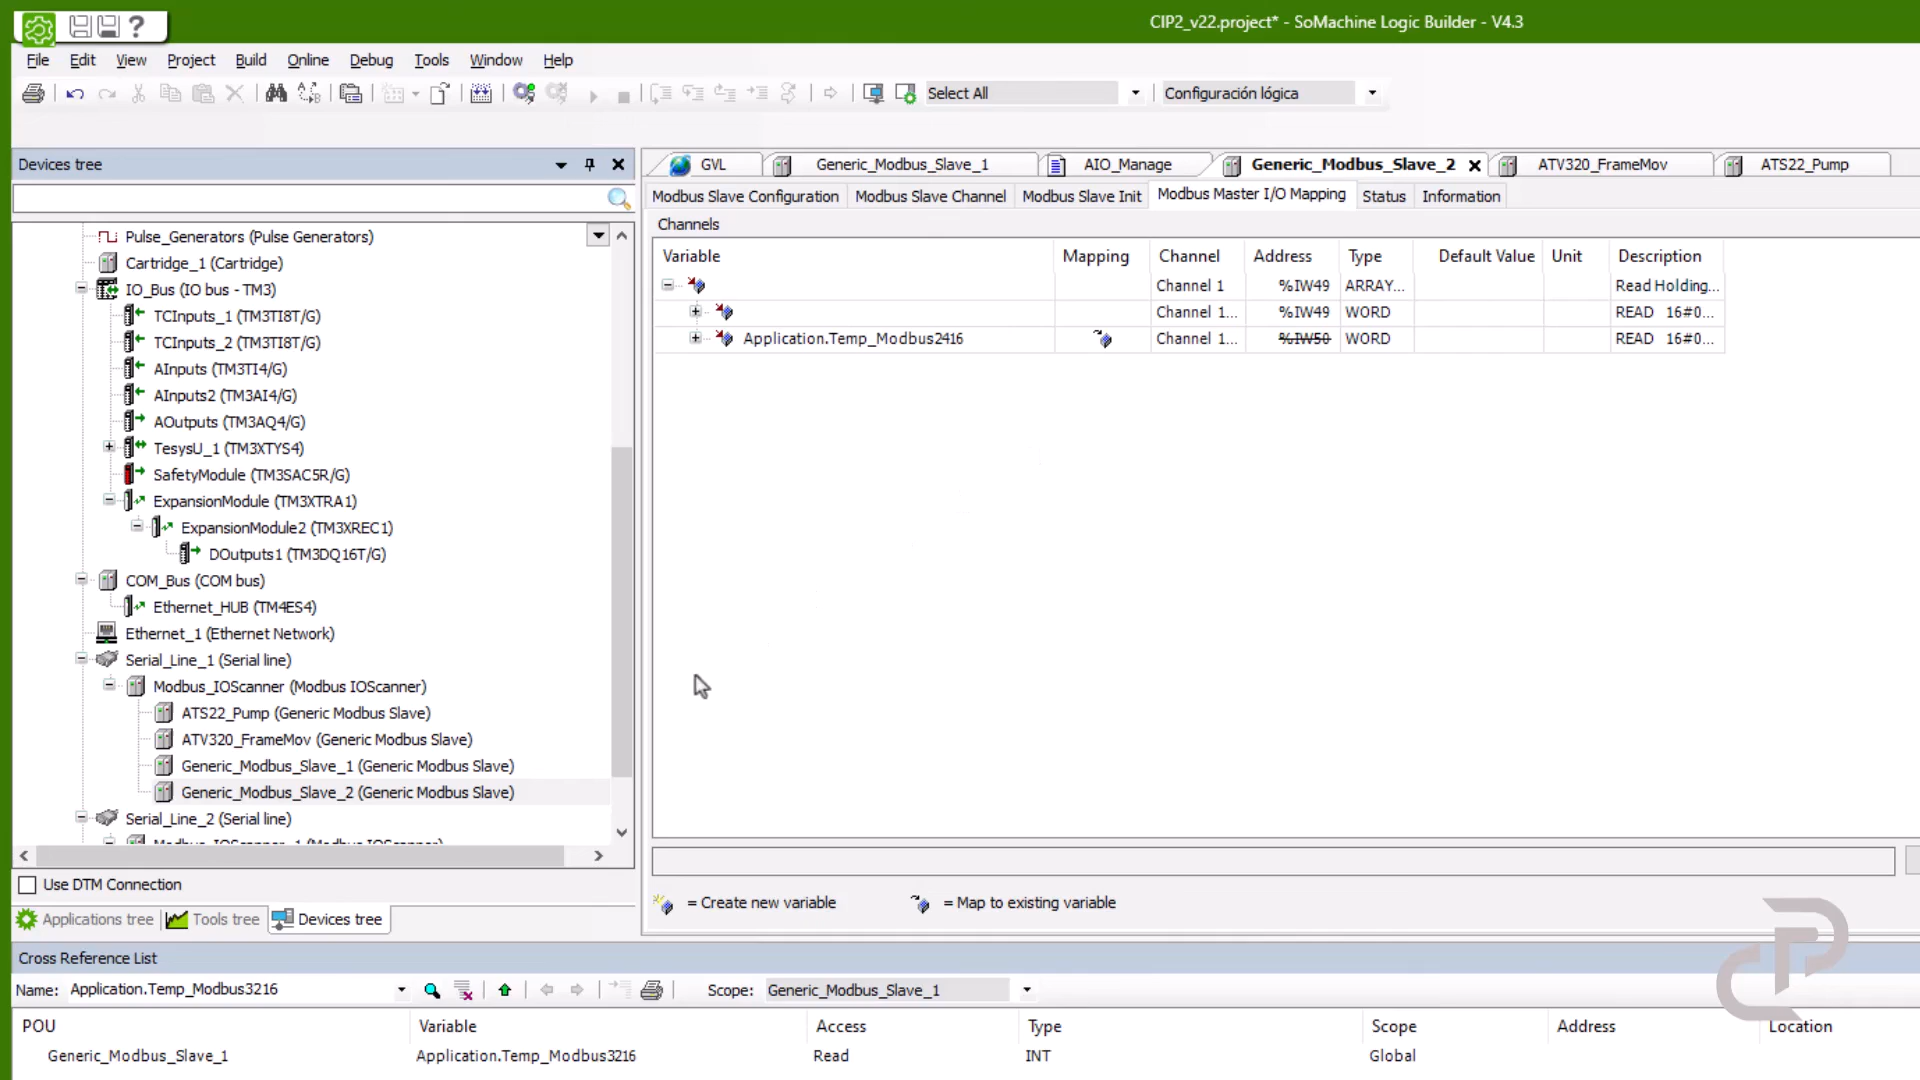 CIP2_v22.project* - SoMachine Logic Builder - V4.3
File Edit View Project Build Online Debug Tools Window Help
Select All Configuración lógica
Devices tree
GVL Generic_Modbus_Slave_1 AIO_Manage Generic_Modbus_Slave_2 ATV320_FrameMov ATS22_Pump
Modbus Slave Configuration Modbus Slave Channel Modbus Slave Init Modbus Master I/O Mapping Status Information
Channels
Variable Mapping Channel Address Type Default Value Unit Description
Channel 1 %IW49 ARRAY... Read Holding...
Channel 1... %IW49 WORD READ 16#0...
Application.Temp_Modbus2416 Channel 1... %IW50 WORD READ 16#0...
Pulse_Generators (Pulse Generators)
Cartridge_1 (Cartridge)
IO_Bus (IO bus - TM3)
TCInputs_1 (TM3TI8T/G)
TCInputs_2 (TM3TI8T/G)
AInputs (TM3TI4/G)
AInputs2 (TM3AI4/G)
AOutputs (TM3AQ4/G)
TesysU_1 (TM3XTYS4)
SafetyModule (TM3SAC5R/G)
ExpansionModule (TM3XTRA1)
ExpansionModule2 (TM3XREC1)
DOutputs1 (TM3DQ16T/G)
COM_Bus (COM bus)
Ethernet_HUB (TM4ES4)
Ethernet_1 (Ethernet Network)
Serial_Line_1 (Serial line)
Modbus_IOScanner (Modbus IOScanner)
ATS22_Pump (Generic Modbus Slave)
ATV320_FrameMov (Generic Modbus Slave)
Generic_Modbus_Slave_1 (Generic Modbus Slave)
Generic_Modbus_Slave_2 (Generic Modbus Slave)
Serial_Line_2 (Serial line)
Modbus_IOScanner_1 (Modbus IOScanner)
Use DTM Connection
Applications tree Tools tree Devices tree
= Create new variable = Map to existing variable
Cross Reference List
Name: Application.Temp_Modbus3216 Scope: Generic_Modbus_Slave_1
POU Variable Access Type Scope Address Location
Generic_Modbus_Slave_1 Application.Temp_Modbus3216 Read INT Global